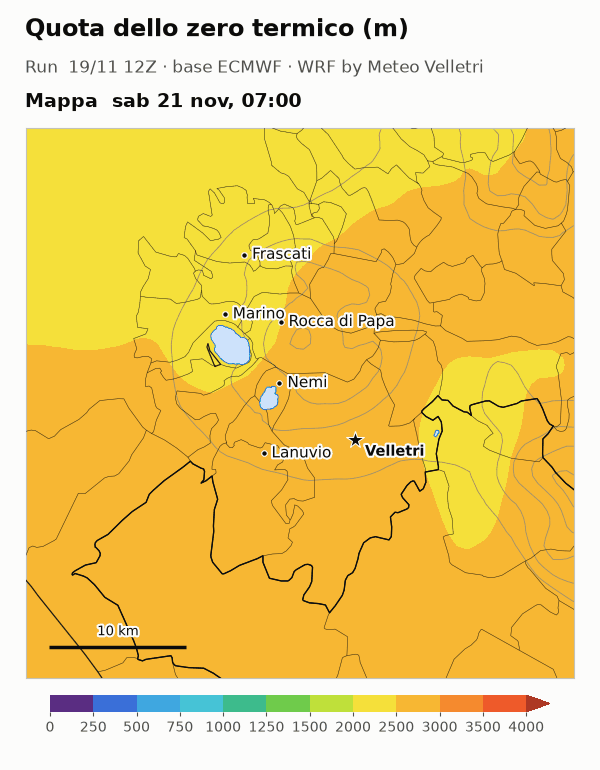 Quota dello zero termico (m)
Run  19/11 12Z · base ECMWF · WRF by Meteo Velletri
Mappa  sab 21 nov, 07:00
Frascati
Marino
Rocca di Papa
Nemi
Velletri
Lanuvio
10 km
0 250 500 750 1000 1250 1500 2000 2500 3000 3500 4000